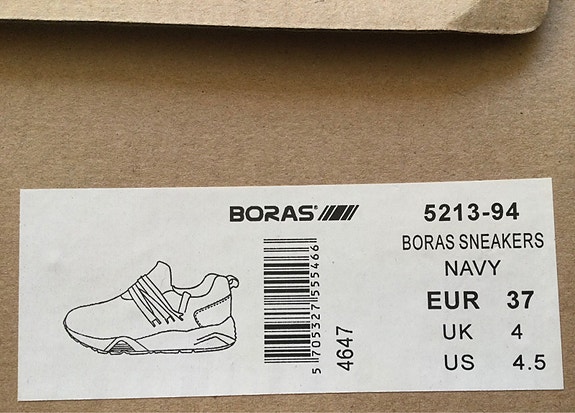 BORAS
5213-94
BORAS SNEAKERS
NAVY
EUR 37
UK 4
US 4.5
5 705327 555466
4647